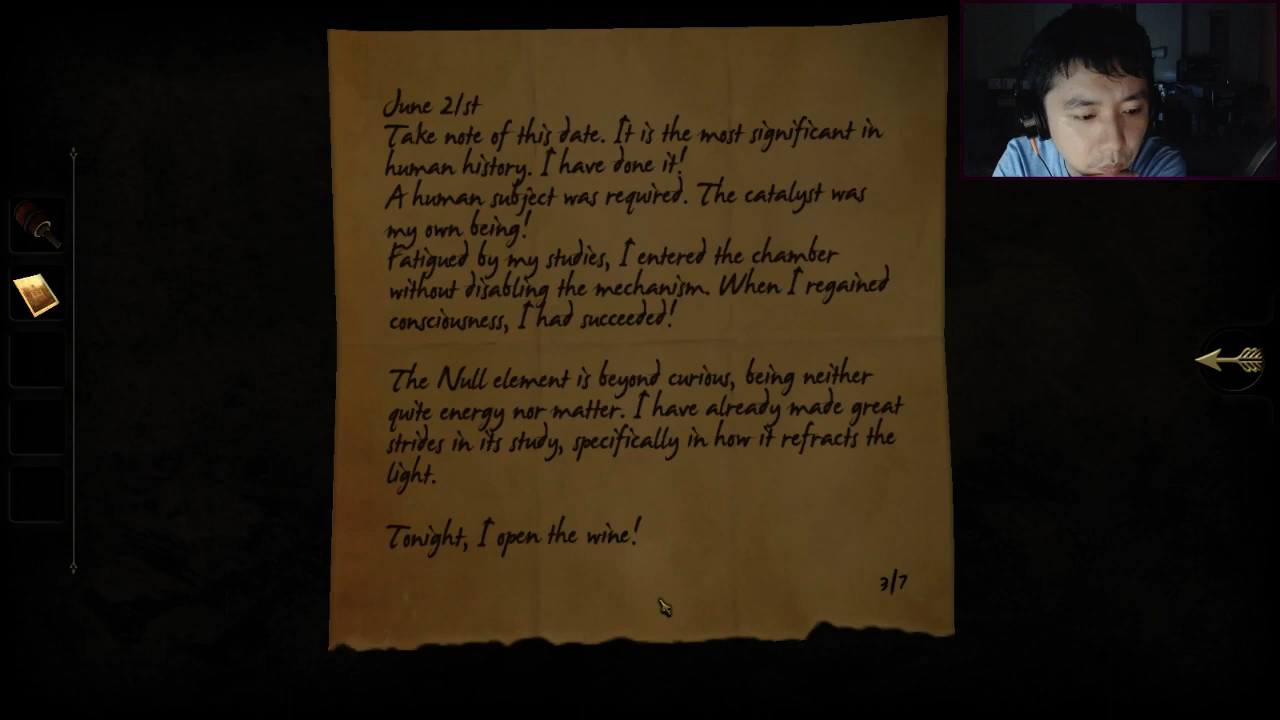 June 21st
Take note of this date. It is the most significant in
human history. I have done it!
A human subject was required. The catalyst was
my own being!
Fatigued by my studies, I entered the chamber
without disabling the mechanism. When I regained
consciousness, I had succeeded!
The Null element is beyond curious, being neither
quite energy nor matter. I have already made great
strides in its study, specifically in how it refracts the
light.
Tonight, I open the wine!
3/7